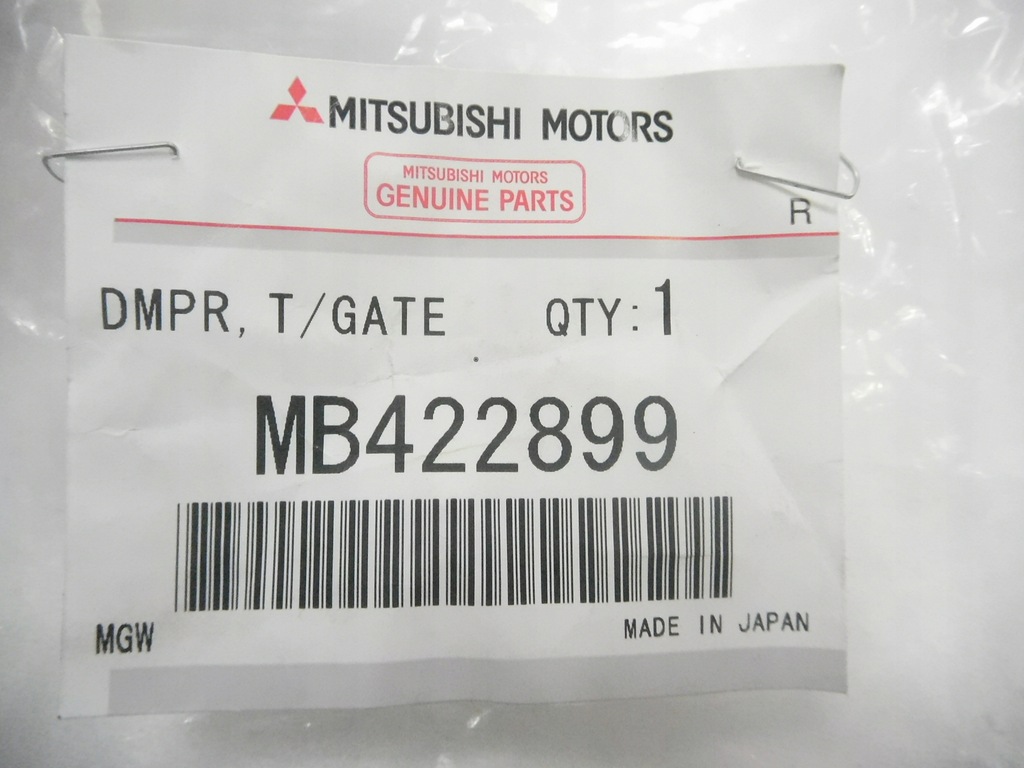 MITSUBISHI MOTORS
MITSUBISHI MOTORS
GENUINE PARTS
R
DMPR, T/GATE QTY:1
MB422899
MGW MADE IN JAPAN